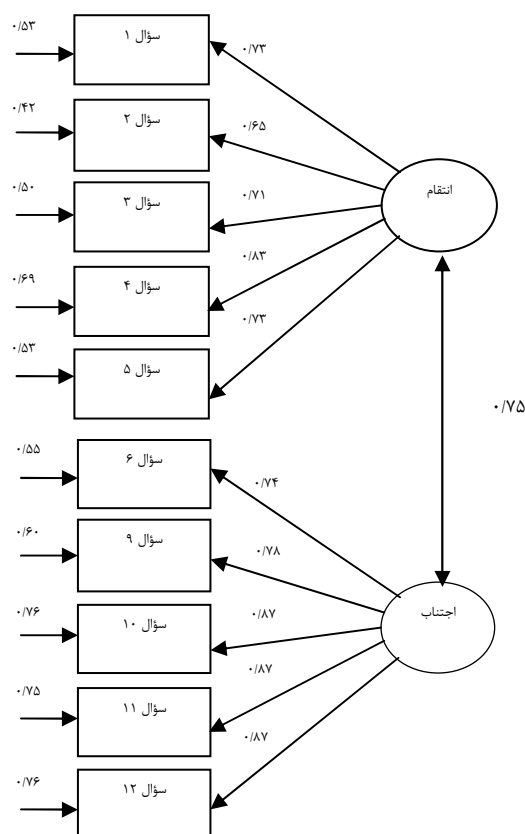 ۰/۵۳
سؤال ۱
۰/۷۳
۰/۴۲
سؤال ۲
۰/۶۵
۰/۵۰
سؤال ۳
۰/۷۱
انتقام
۰/۶۹
سؤال ۴
۰/۸۳
۰/۵۳
سؤال ۵
۰/۷۳
۰/۷۵
۰/۵۵
سؤال ۶
۰/۷۴
۰/۶۰
سؤال ۹
۰/۷۸
۰/۷۶
سؤال ۱۰
۰/۸۷
اجتناب
۰/۷۵
سؤال ۱۱
۰/۸۷
۰/۷۶
سؤال ۱۲
۰/۸۷